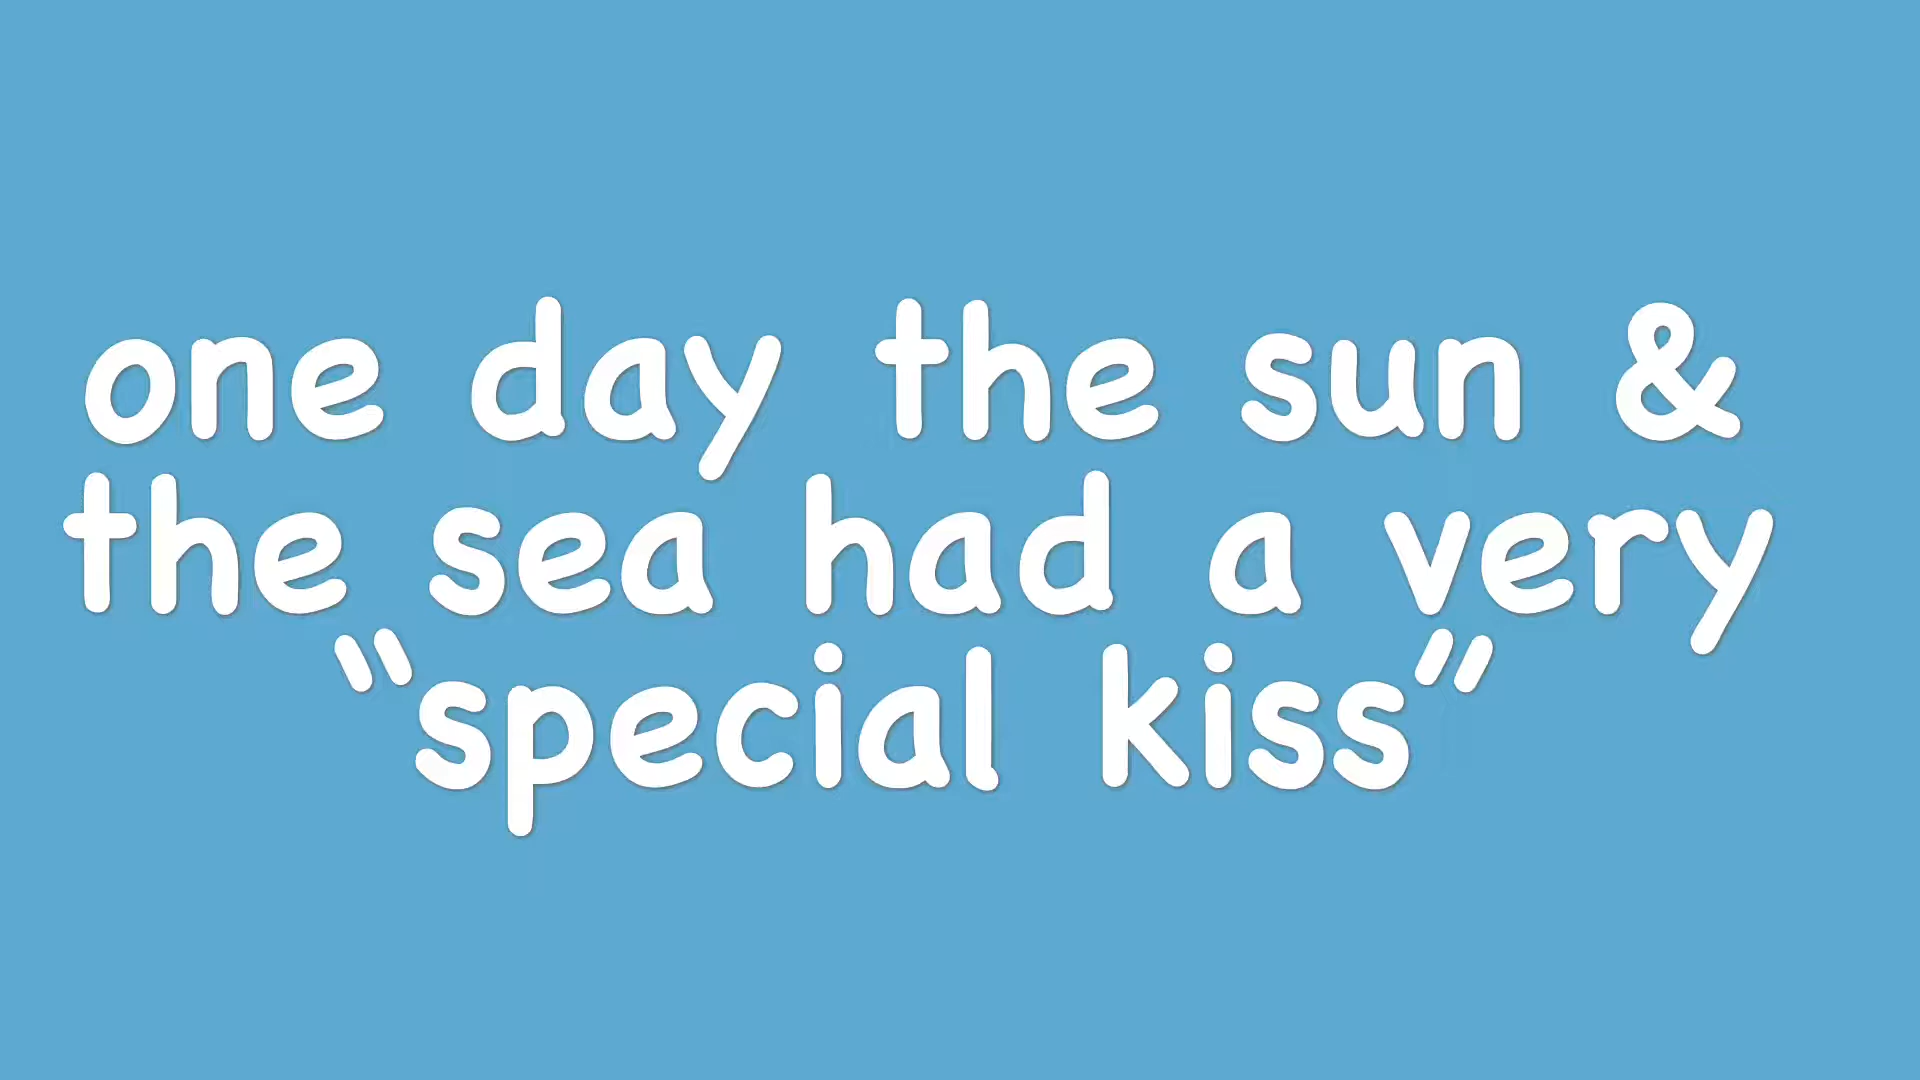 one day the sun &
the sea had a very
“special kiss”